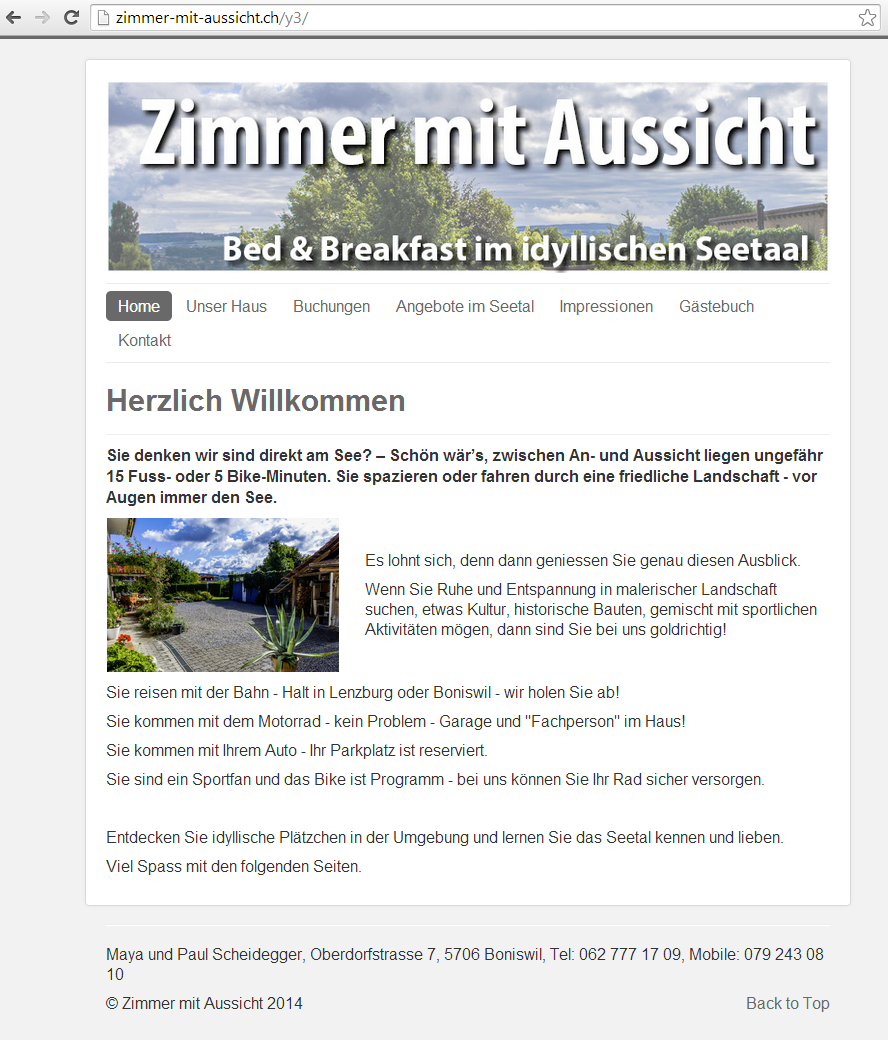 zimmer-mit-aussicht.ch/y3/
Zimmer mit Aussicht
Bed & Breakfast im idyllischen Seetaal
Home Unser Haus Buchungen Angebote im Seetal Impressionen Gästebuch
Kontakt
Herzlich Willkommen
Sie denken wir sind direkt am See? – Schön wär's, zwischen An- und Aussicht liegen ungefähr
15 Fuss- oder 5 Bike-Minuten. Sie spazieren oder fahren durch eine friedliche Landschaft - vor
Augen immer den See.
Es lohnt sich, denn dann geniessen Sie genau diesen Ausblick.
Wenn Sie Ruhe und Entspannung in malerischer Landschaft
suchen, etwas Kultur, historische Bauten, gemischt mit sportlichen
Aktivitäten mögen, dann sind Sie bei uns goldrichtig!
Sie reisen mit der Bahn - Halt in Lenzburg oder Boniswil - wir holen Sie ab!
Sie kommen mit dem Motorrad - kein Problem - Garage und "Fachperson" im Haus!
Sie kommen mit Ihrem Auto - Ihr Parkplatz ist reserviert.
Sie sind ein Sportfan und das Bike ist Programm - bei uns können Sie Ihr Rad sicher versorgen.
Entdecken Sie idyllische Plätzchen in der Umgebung und lernen Sie das Seetal kennen und lieben.
Viel Spass mit den folgenden Seiten.
Maya und Paul Scheidegger, Oberdorfstrasse 7, 5706 Boniswil, Tel: 062 777 17 09, Mobile: 079 243 08
10
© Zimmer mit Aussicht 2014 Back to Top